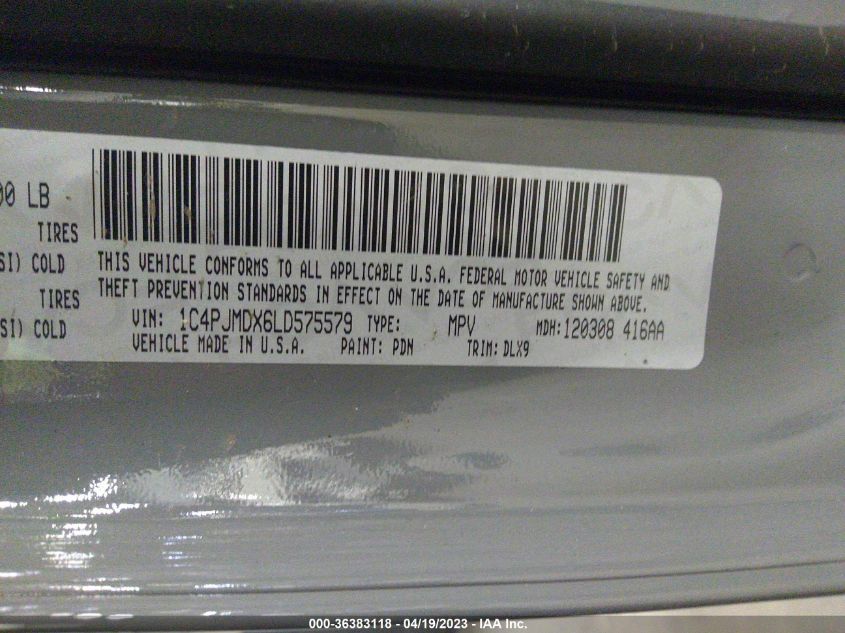 00 LB
TIRES
SI) COLD
TIRES
SI) COLD
THIS VEHICLE CONFORMS TO ALL APPLICABLE U.S.A. FEDERAL MOTOR VEHICLE SAFETY AND
THEFT PREVENTION STANDARDS IN EFFECT ON THE DATE OF MANUFACTURE SHOWN ABOVE.
VIN: 1C4PJMDX6LD575579 TYPE: MPV MDH: 120308 416AA
VEHICLE MADE IN U.S.A. PAINT: PDN TRIM: DLX9
000-36383118 - 04/19/2023 - IAA Inc.